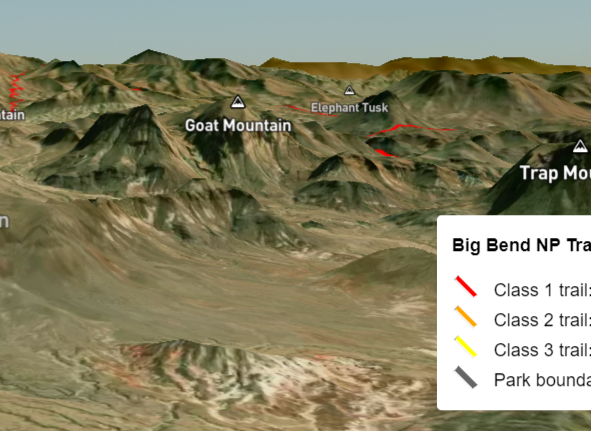 Elephant Tusk
tain
Goat Mountain
Trap Mou
n
Big Bend NP Tra
Class 1 trail:
Class 2 trail:
Class 3 trail:
Park bounda